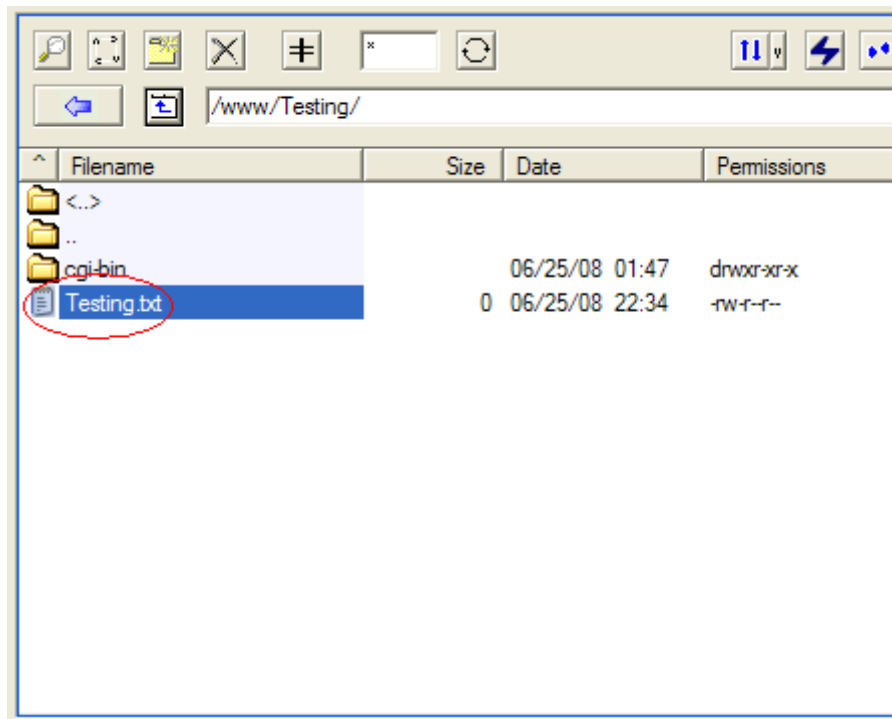 *
/www/Testing/
^ Filename Size Date Permissions
<..>
..
cgi-bin 06/25/08 01:47 drwxr-xr-x
Testing.txt 0 06/25/08 22:34 -rw-r--r--